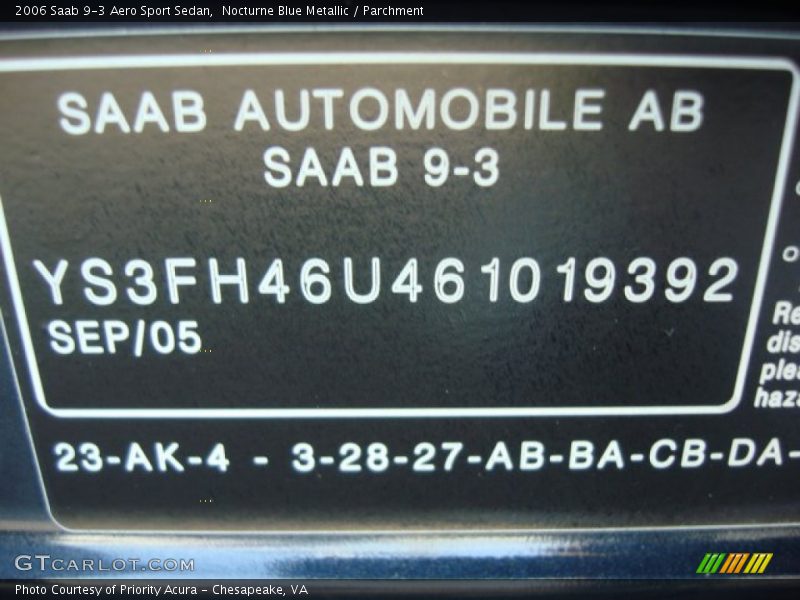 2006 Saab 9-3 Aero Sport Sedan, Nocturne Blue Metallic / Parchment
SAAB AUTOMOBILE AB
SAAB 9-3
YS3FH46U461019392
SEP/05
23-AK-4 - 3-28-27-AB-BA-CB-DA-
GTCARLOT.COM
Photo Courtesy of Priority Acura - Chesapeake, VA